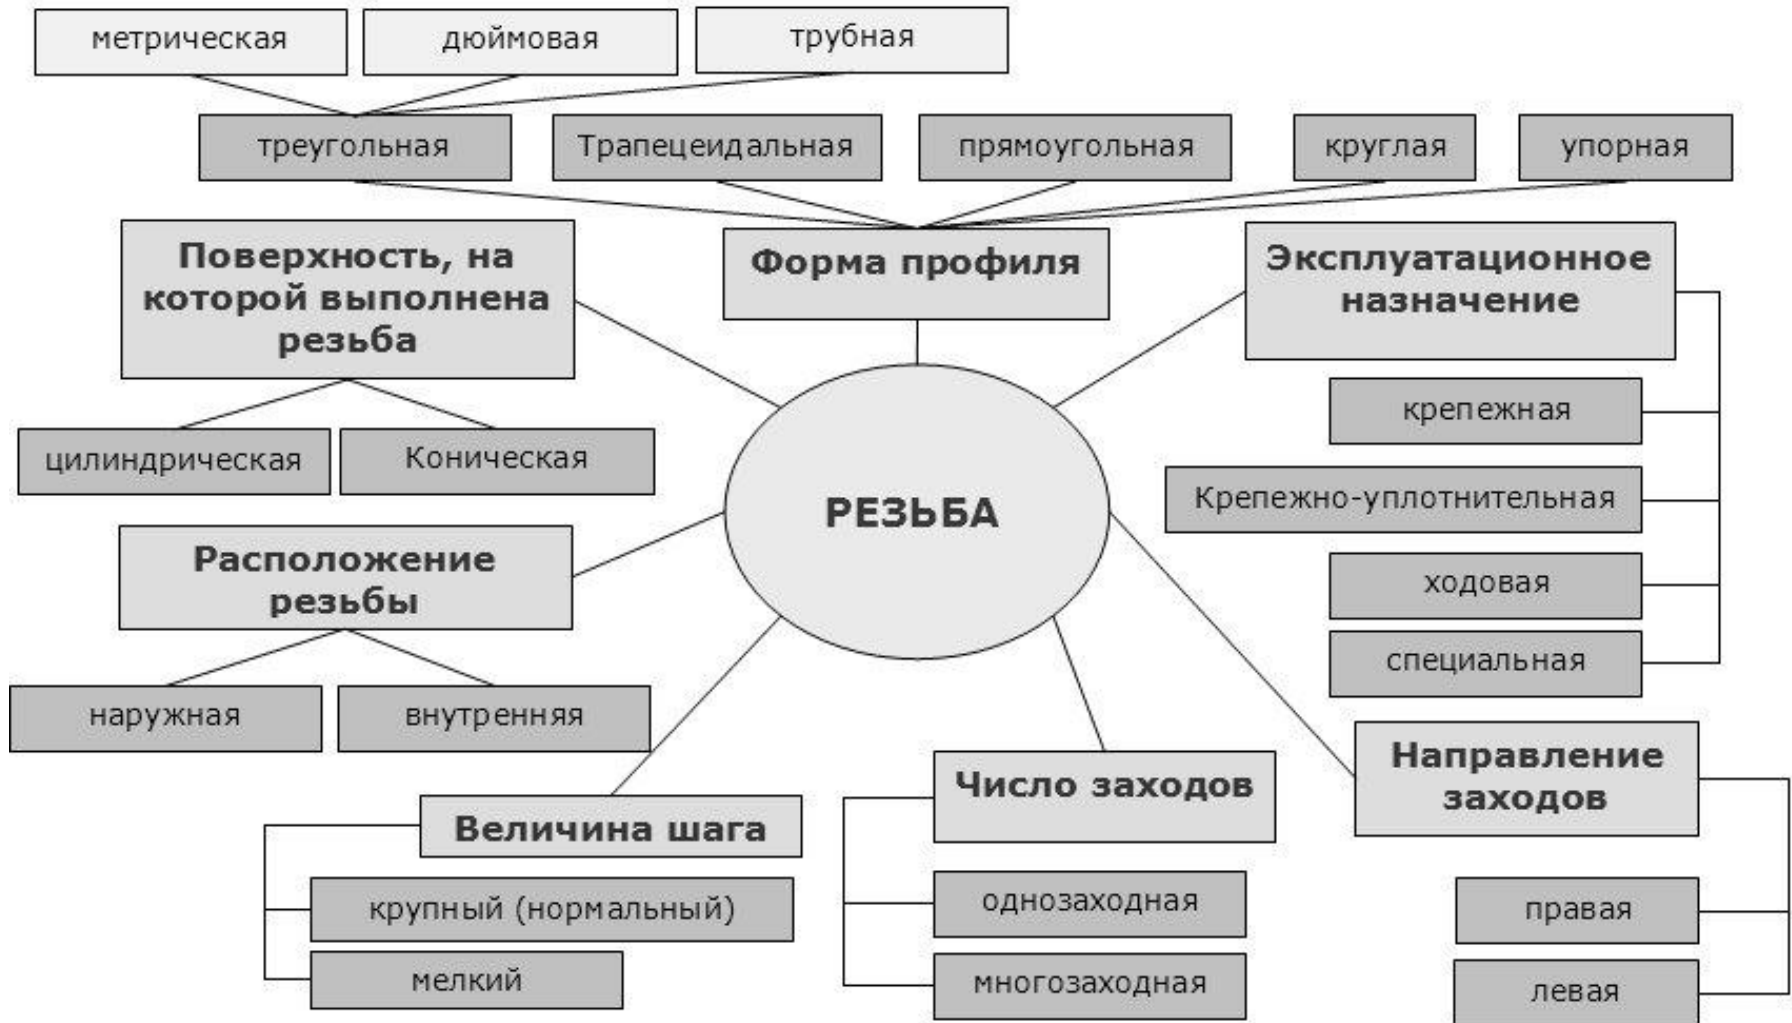 метрическая
дюймовая
трубная
треугольная
Трапецеидальная
прямоугольная
круглая
упорная
Поверхность, на
которой выполнена
резьба
Форма профиля
Эксплуатационное
назначение
крепежная
цилиндрическая
Коническая
Крепежно-уплотнительная
РЕЗЬБА
Расположение
резьбы
ходовая
специальная
наружная
внутренняя
Величина шага
крупный (нормальный)
мелкий
Число заходов
однозаходная
многозаходная
Направление
заходов
правая
левая